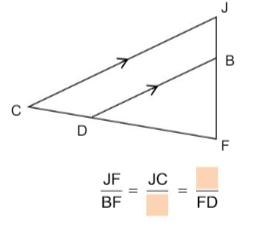 J
B
C
D
F
JF JC
— = — = —
BF FD